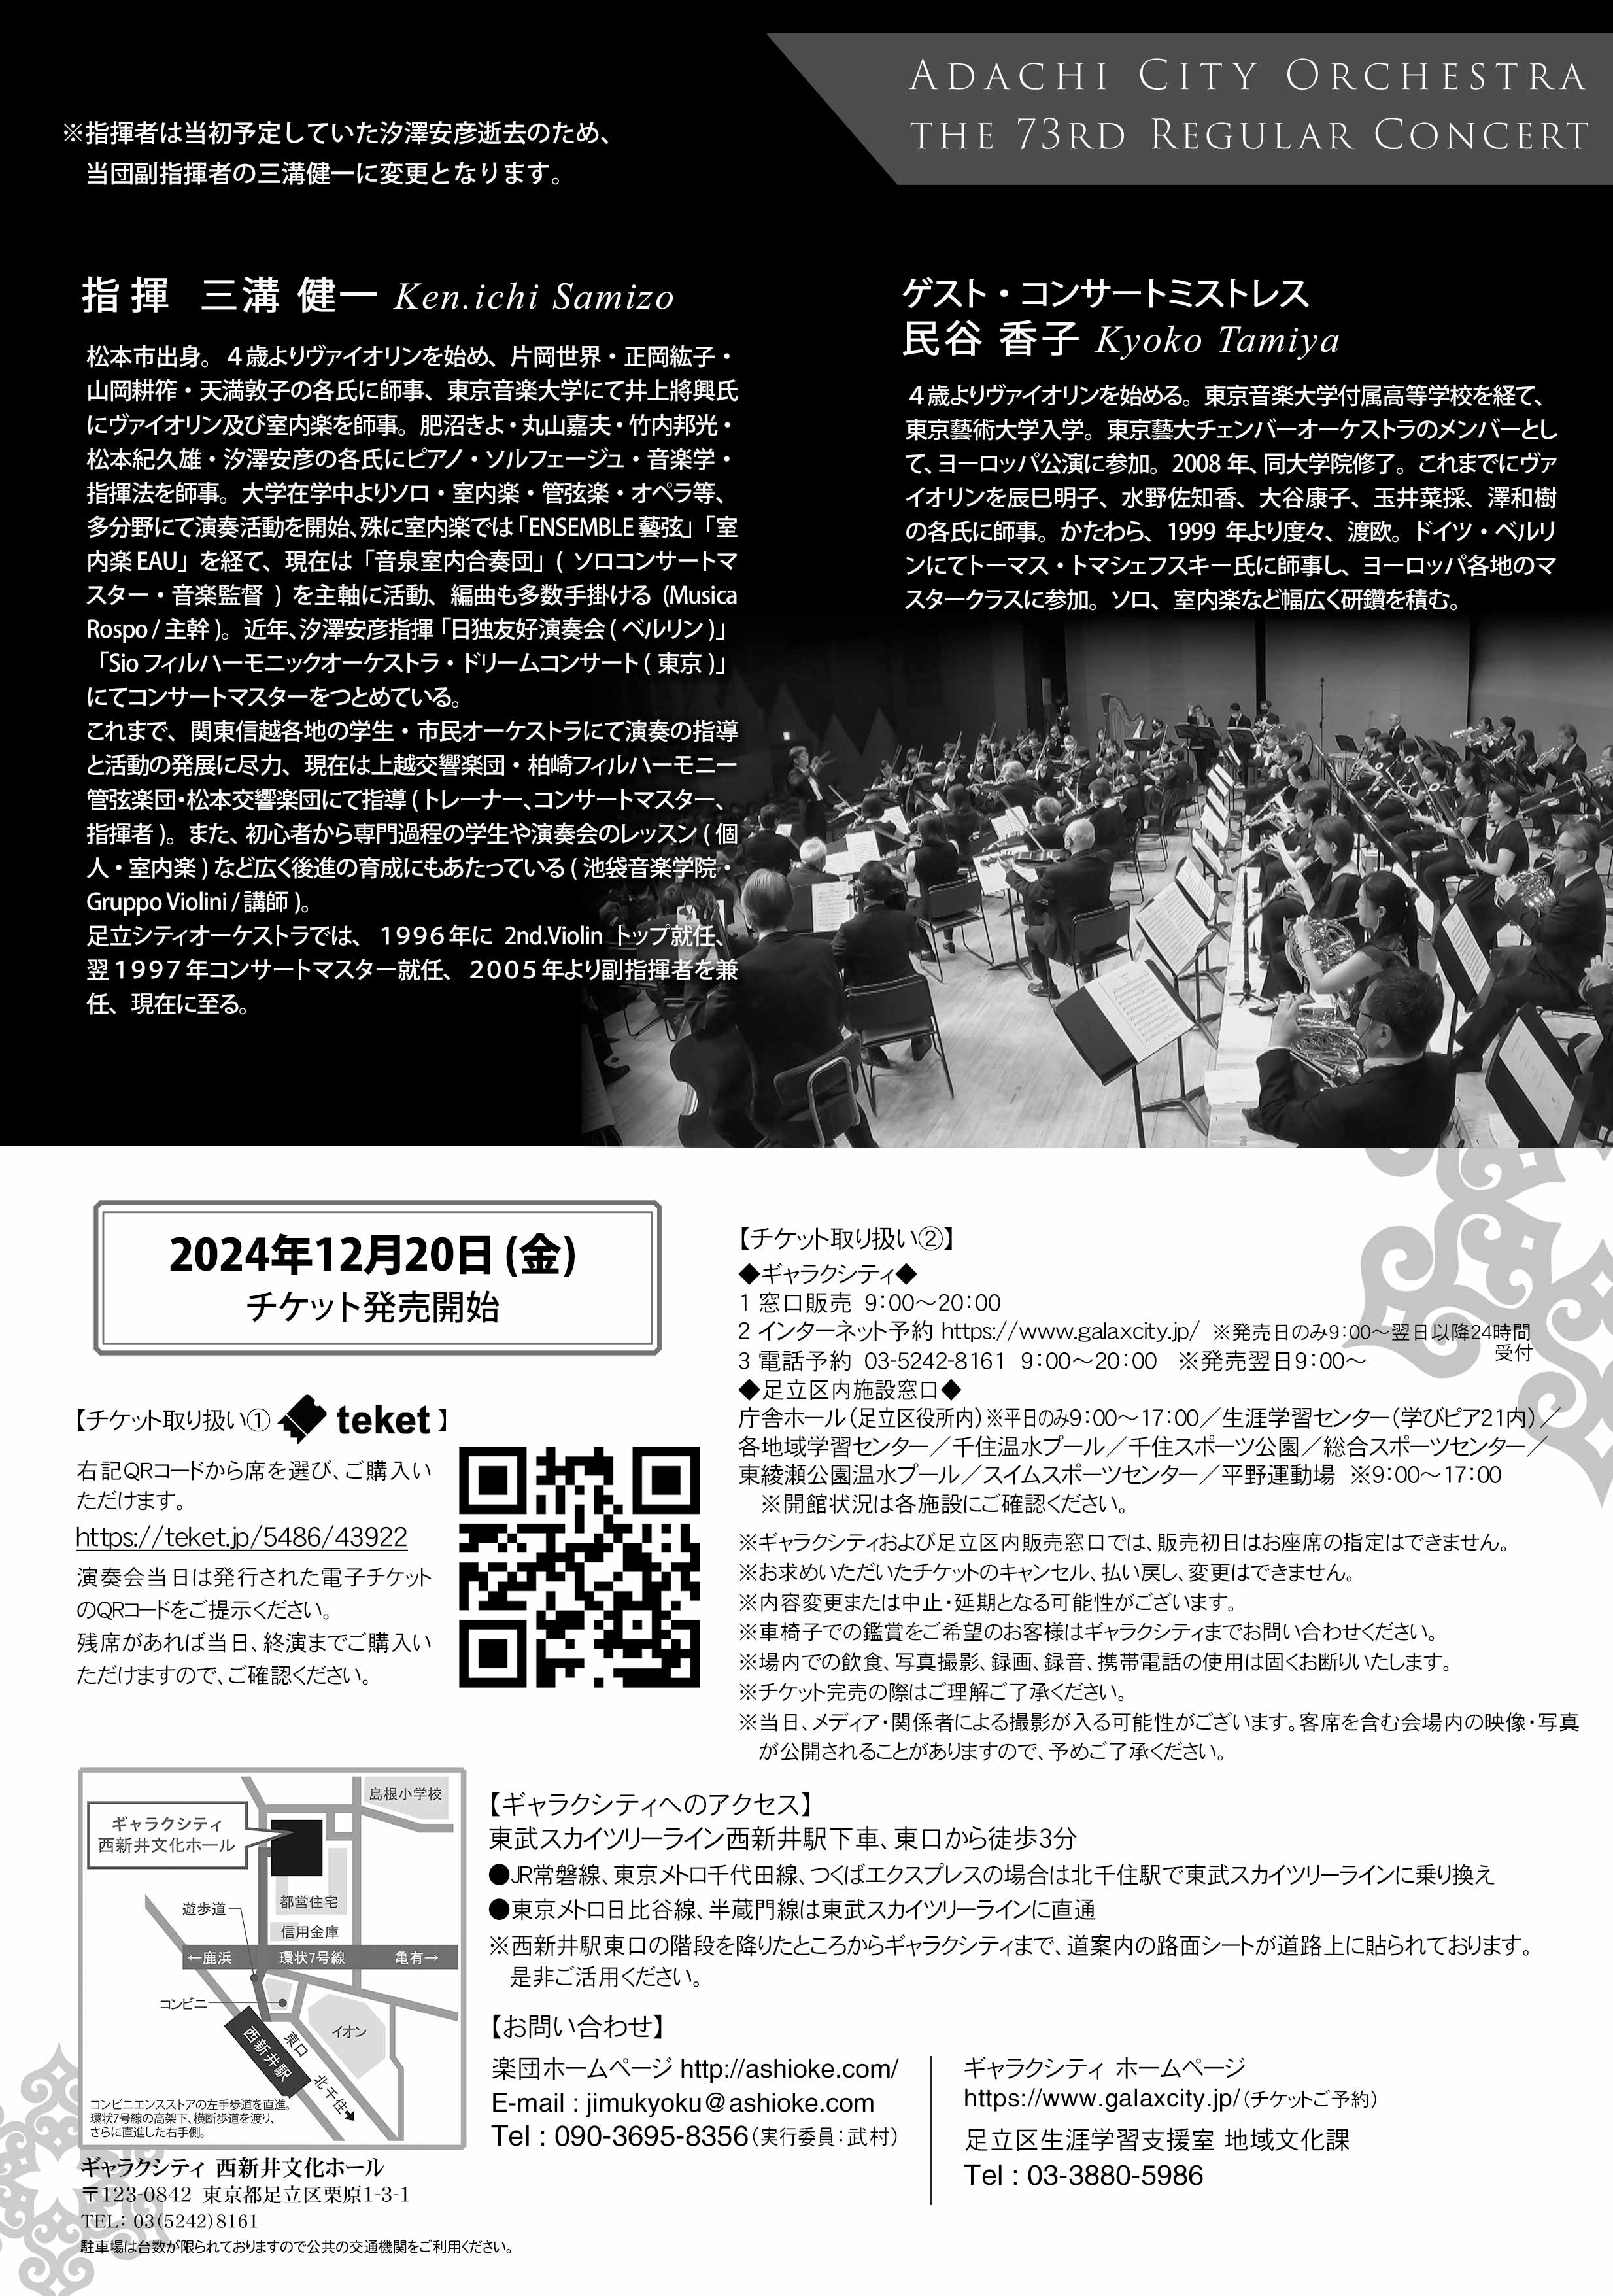 ADACHI CITY ORCHESTRA
THE 73RD REGULAR CONCERT
※指揮者は当初予定していた汐澤安彦逝去のため、
当団副指揮者の三溝健一に変更となります。
指揮 三溝 健一 Ken.ichi Samizo
松本市出身。４歳よりヴァイオリンを始め、片岡世界・正岡紘子・
山岡耕筰・天満敦子の各氏に師事、東京音楽大学にて井上將興氏
にヴァイオリン及び室内楽を師事。肥沼きよ・丸山嘉夫・竹内邦光・
松本紀久雄・汐澤安彦の各氏にピアノ・ソルフェージュ・音楽学・
指揮法を師事。大学在学中よりソロ・室内楽・管弦楽・オペラ等、
多分野にて演奏活動を開始、殊に室内楽では「ENSEMBLE 藝弦」「室
内楽 EAU」を経て、現在は「音泉室内合奏団」( ソロコンサートマ
スター・音楽監督 ) を主軸に活動、編曲も多数手掛ける (Musica
Rospo / 主幹 )。近年、汐澤安彦指揮「日独友好演奏会 ( ベルリン )」
「Sio フィルハーモニックオーケストラ・ドリームコンサート ( 東京 )」
にてコンサートマスターをつとめている。
これまで、関東信越各地の学生・市民オーケストラにて演奏の指導
と活動の発展に尽力、現在は上越交響楽団・柏崎フィルハーモニー
管弦楽団・松本交響楽団にて指導 ( トレーナー、コンサートマスター、
指揮者 )。また、初心者から専門過程の学生や演奏会のレッスン ( 個
人・室内楽 ) など広く後進の育成にもあたっている ( 池袋音楽学院・
Gruppo Violini / 講師 )。
足立シティオーケストラでは、１９９６年に 2nd.Violin トップ就任、
翌１９９７年コンサートマスター就任、２００５年より副指揮者を兼
任、現在に至る。
ゲスト・コンサートミストレス
民谷 香子 Kyoko Tamiya
４歳よりヴァイオリンを始める。東京音楽大学付属高等学校を経て、
東京藝術大学入学。東京藝大チェンバーオーケストラのメンバーとし
て、ヨーロッパ公演に参加。2008 年、同大学院修了。これまでにヴァ
イオリンを辰巳明子、水野佐知香、大谷康子、玉井菜採、澤和樹
の各氏に師事。かたわら、1999 年より度々、渡欧。ドイツ・ベルリ
ンにてトーマス・トマシェフスキー氏に師事し、ヨーロッパ各地のマ
スタークラスに参加。ソロ、室内楽など幅広く研鑽を積む。
2024年12月20日 (金)
チケット発売開始
【チケット取り扱い① teket 】
右記QRコードから席を選び、ご購入い
ただけます。
https://teket.jp/5486/43922
演奏会当日は発行された電子チケット
のQRコードをご提示ください。
残席があれば当日、終演までご購入い
ただけますので、ご確認ください。
【チケット取り扱い②】
◆ギャラクシティ◆
1 窓口販売 9：00〜20：00
2 インターネット予約 https://www.galaxcity.jp/ ※発売日のみ9：00〜翌日以降24時間
受付
3 電話予約 03-5242-8161 9：00〜20：00 ※発売翌日9：00〜
◆足立区内施設窓口◆
庁舎ホール（足立区役所内）※平日のみ9：00〜17：00／生涯学習センター（学びピア21内）／
各地域学習センター／千住温水プール／千住スポーツ公園／総合スポーツセンター／
東綾瀬公園温水プール／スイムスポーツセンター／平野運動場 ※9：00〜17：00
※開館状況は各施設にご確認ください。
※ギャラクシティおよび足立区内販売窓口では、販売初日はお座席の指定はできません。
※お求めいただいたチケットのキャンセル、払い戻し、変更はできません。
※内容変更または中止・延期となる可能性がございます。
※車椅子での鑑賞をご希望のお客様はギャラクシティまでお問い合わせください。
※場内での飲食、写真撮影、録画、録音、携帯電話の使用は固くお断りいたします。
※チケット完売の際はご理解ご了承ください。
※当日、メディア・関係者による撮影が入る可能性がございます。客席を含む会場内の映像・写真
が公開されることがありますので、予めご了承ください。
島根小学校
ギャラクシティ
西新井文化ホール
都営住宅
遊歩道
信用金庫
←鹿浜 環状7号線 亀有→
コンビニ
イオン
東口
西新井駅
北千住
コンビニエンスストアの左手歩道を直進。
環状7号線の高架下、横断歩道を渡り、
さらに直進した右手側。
ギャラクシティ 西新井文化ホール
〒123-0842 東京都足立区栗原1-3-1
TEL： 03(5242)8161
駐車場は台数が限られておりますので公共の交通機関をご利用ください。
【ギャラクシティへのアクセス】
東武スカイツリーライン西新井駅下車、東口から徒歩3分
●JR常磐線、東京メトロ千代田線、つくばエクスプレスの場合は北千住駅で東武スカイツリーラインに乗り換え
●東京メトロ日比谷線、半蔵門線は東武スカイツリーラインに直通
※西新井駅東口の階段を降りたところからギャラクシティまで、道案内の路面シートが道路上に貼られております。
是非ご活用ください。
【お問い合わせ】
楽団ホームページ http://ashioke.com/
E-mail : jimukyoku@ashioke.com
Tel : 090-3695-8356（実行委員：武村）
ギャラクシティ ホームページ
https://www.galaxcity.jp/（チケットご予約）
足立区生涯学習支援室 地域文化課
Tel : 03-3880-5986